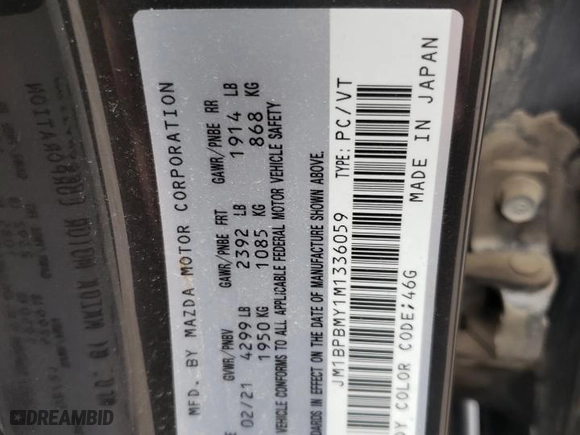 MFD. BY MAZDA MOTOR CORPORATION
GVWR/PNBV GAWR/PNBE FRT GAWR/PNBE RR
02/21 4299 LB 2392 LB 1914 LB
1950 KG 1085 KG 868 KG
VEHICLE CONFORMS TO ALL APPLICABLE FEDERAL MOTOR VEHICLE SAFETY
IN EFFECT ON THE DATE OF MANUFACTURE SHOWN ABOVE.
JM1BPBMY1M1336059 TYPE: PC/VT
COLOR CODE:46G MADE IN JAPAN
DREAMBID